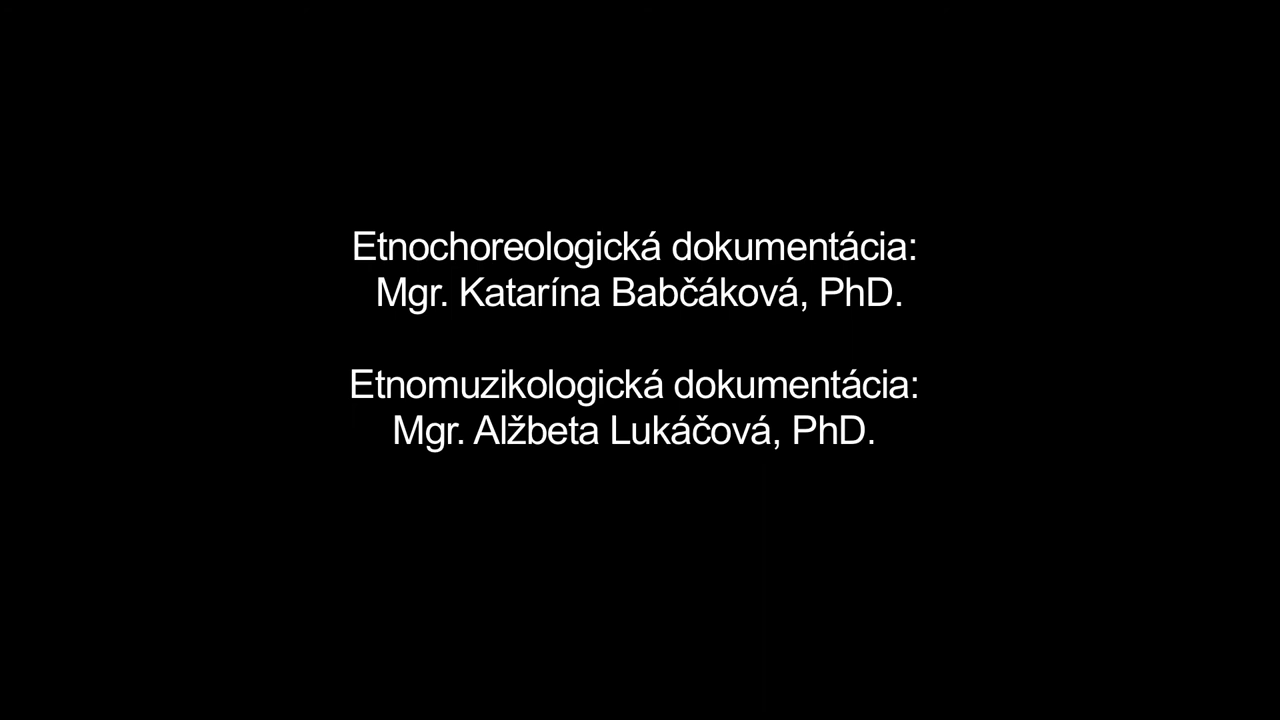 Etnochoreologická dokumentácia:
Mgr. Katarína Babčáková, PhD.
Etnomuzikologická dokumentácia:
Mgr. Alžbeta Lukáčová, PhD.